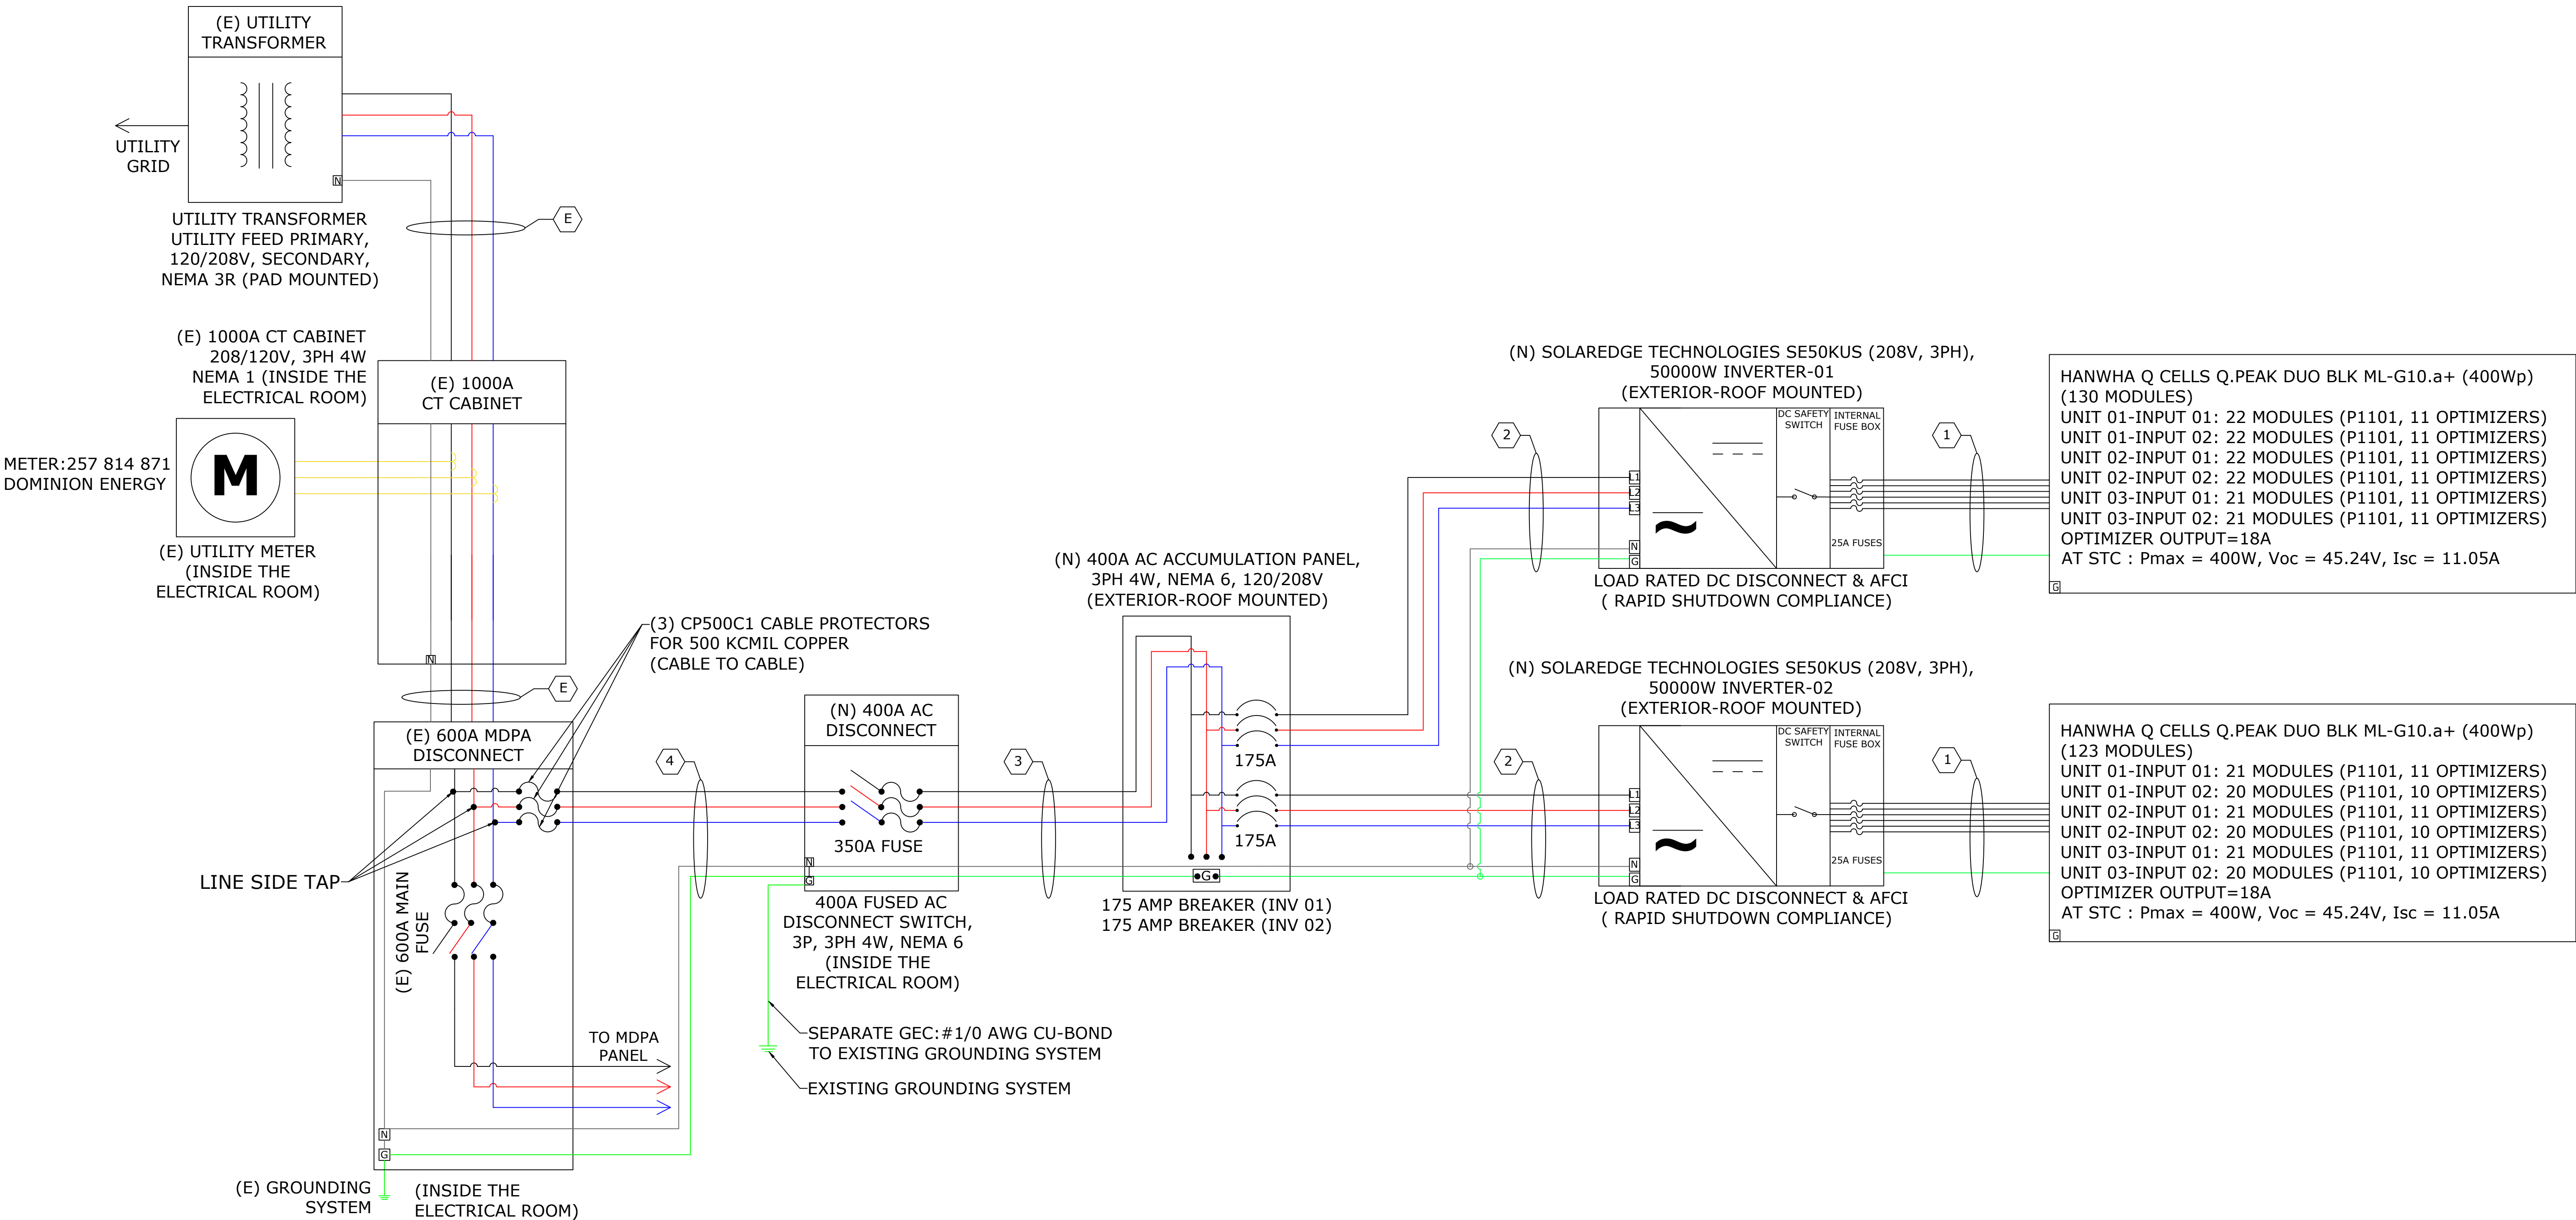 (E) UTILITY
TRANSFORMER
UTILITY
GRID
N
UTILITY TRANSFORMER
UTILITY FEED PRIMARY,
120/208V, SECONDARY,
NEMA 3R (PAD MOUNTED)
E
(E) 1000A CT CABINET
208/120V, 3PH 4W
NEMA 1 (INSIDE THE
ELECTRICAL ROOM)
(E) 1000A
CT CABINET
N
METER:257 814 871
DOMINION ENERGY
M
(E) UTILITY METER
(INSIDE THE
ELECTRICAL ROOM)
E
(3) CP500C1 CABLE PROTECTORS
FOR 500 KCMIL COPPER
(CABLE TO CABLE)
(E) 600A MDPA
DISCONNECT
LINE SIDE TAP
(E) 600A MAIN
FUSE
TO MDPA
PANEL
N
G
(E) GROUNDING
SYSTEM
(INSIDE THE
ELECTRICAL ROOM)
4
(N) 400A AC
DISCONNECT
350A FUSE
N
G
400A FUSED AC
DISCONNECT SWITCH,
3P, 3PH 4W, NEMA 6
(INSIDE THE
ELECTRICAL ROOM)
SEPARATE GEC:#1/0 AWG CU-BOND
TO EXISTING GROUNDING SYSTEM
EXISTING GROUNDING SYSTEM
3
(N) 400A AC ACCUMULATION PANEL,
3PH 4W, NEMA 6, 120/208V
(EXTERIOR-ROOF MOUNTED)
175A
175A
G
175 AMP BREAKER (INV 01)
175 AMP BREAKER (INV 02)
2
(N) SOLAREDGE TECHNOLOGIES SE50KUS (208V, 3PH),
50000W INVERTER-01
(EXTERIOR-ROOF MOUNTED)
DC SAFETY
SWITCH
INTERNAL
FUSE BOX
L1
L2
L3
N
G
25A FUSES
LOAD RATED DC DISCONNECT & AFCI
( RAPID SHUTDOWN COMPLIANCE)
1
HANWHA Q CELLS Q.PEAK DUO BLK ML-G10.a+ (400Wp)
(130 MODULES)
UNIT 01-INPUT 01: 22 MODULES (P1101, 11 OPTIMIZERS)
UNIT 01-INPUT 02: 22 MODULES (P1101, 11 OPTIMIZERS)
UNIT 02-INPUT 01: 22 MODULES (P1101, 11 OPTIMIZERS)
UNIT 02-INPUT 02: 22 MODULES (P1101, 11 OPTIMIZERS)
UNIT 03-INPUT 01: 21 MODULES (P1101, 11 OPTIMIZERS)
UNIT 03-INPUT 02: 21 MODULES (P1101, 11 OPTIMIZERS)
OPTIMIZER OUTPUT=18A
AT STC : Pmax = 400W, Voc = 45.24V, Isc = 11.05A
G
2
(N) SOLAREDGE TECHNOLOGIES SE50KUS (208V, 3PH),
50000W INVERTER-02
(EXTERIOR-ROOF MOUNTED)
DC SAFETY
SWITCH
INTERNAL
FUSE BOX
L1
L2
L3
N
G
25A FUSES
LOAD RATED DC DISCONNECT & AFCI
( RAPID SHUTDOWN COMPLIANCE)
1
HANWHA Q CELLS Q.PEAK DUO BLK ML-G10.a+ (400Wp)
(123 MODULES)
UNIT 01-INPUT 01: 21 MODULES (P1101, 11 OPTIMIZERS)
UNIT 01-INPUT 02: 20 MODULES (P1101, 10 OPTIMIZERS)
UNIT 02-INPUT 01: 21 MODULES (P1101, 11 OPTIMIZERS)
UNIT 02-INPUT 02: 20 MODULES (P1101, 10 OPTIMIZERS)
UNIT 03-INPUT 01: 21 MODULES (P1101, 11 OPTIMIZERS)
UNIT 03-INPUT 02: 20 MODULES (P1101, 10 OPTIMIZERS)
OPTIMIZER OUTPUT=18A
AT STC : Pmax = 400W, Voc = 45.24V, Isc = 11.05A
G